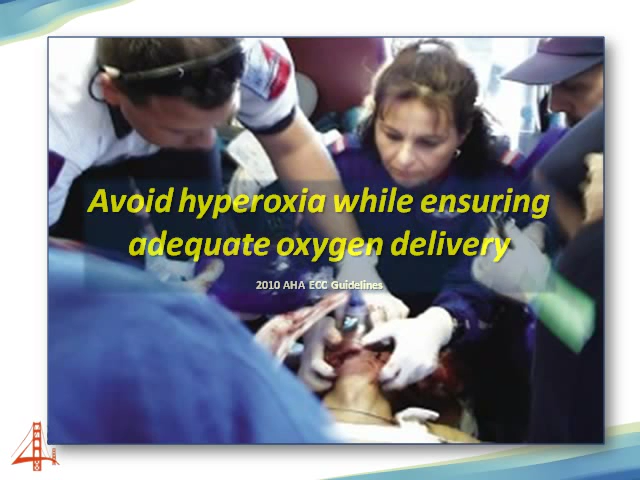 Avoid hyperoxia while ensuring
adequate oxygen delivery
2010 AHA ECC Guidelines